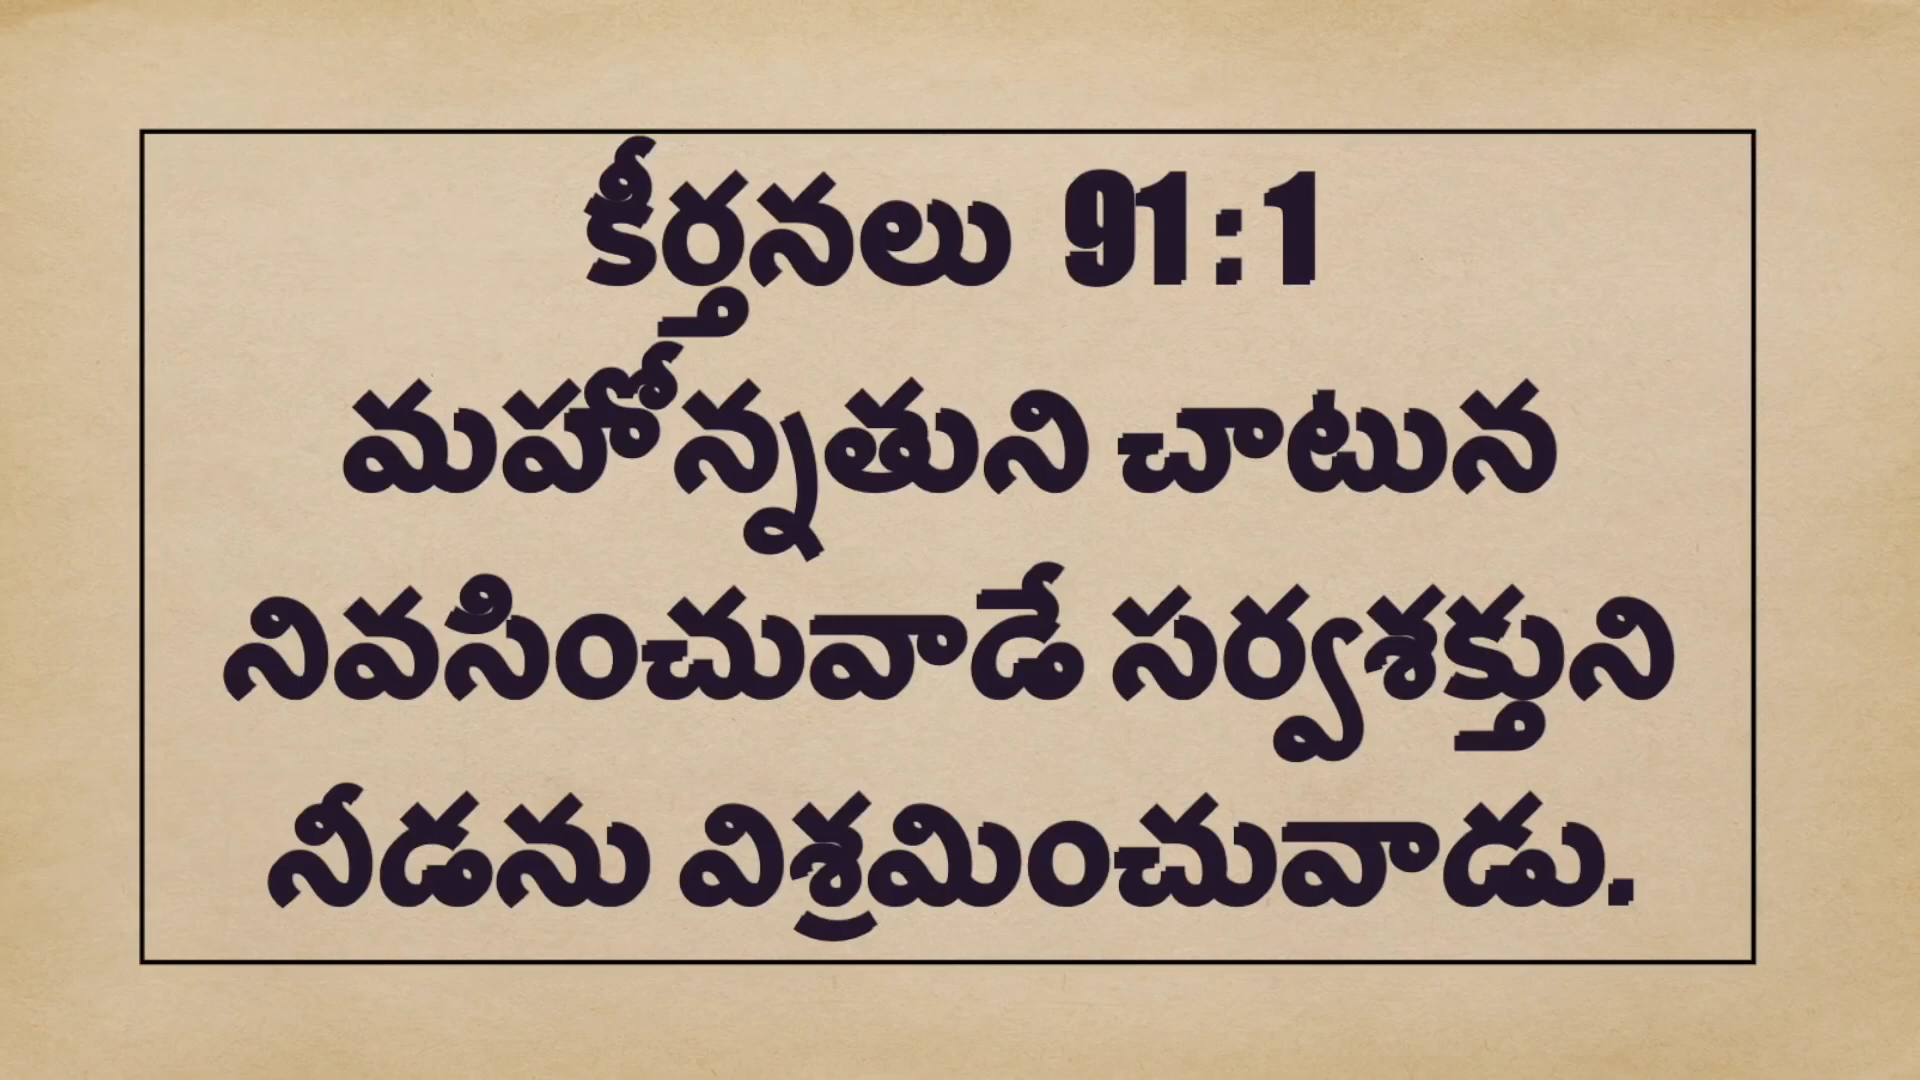 కీర్తనలు 91:1
మహోన్నతుని చాటున
నివసించువాడే సర్వశక్తుని
నీడను విశ్రమించువాడు.